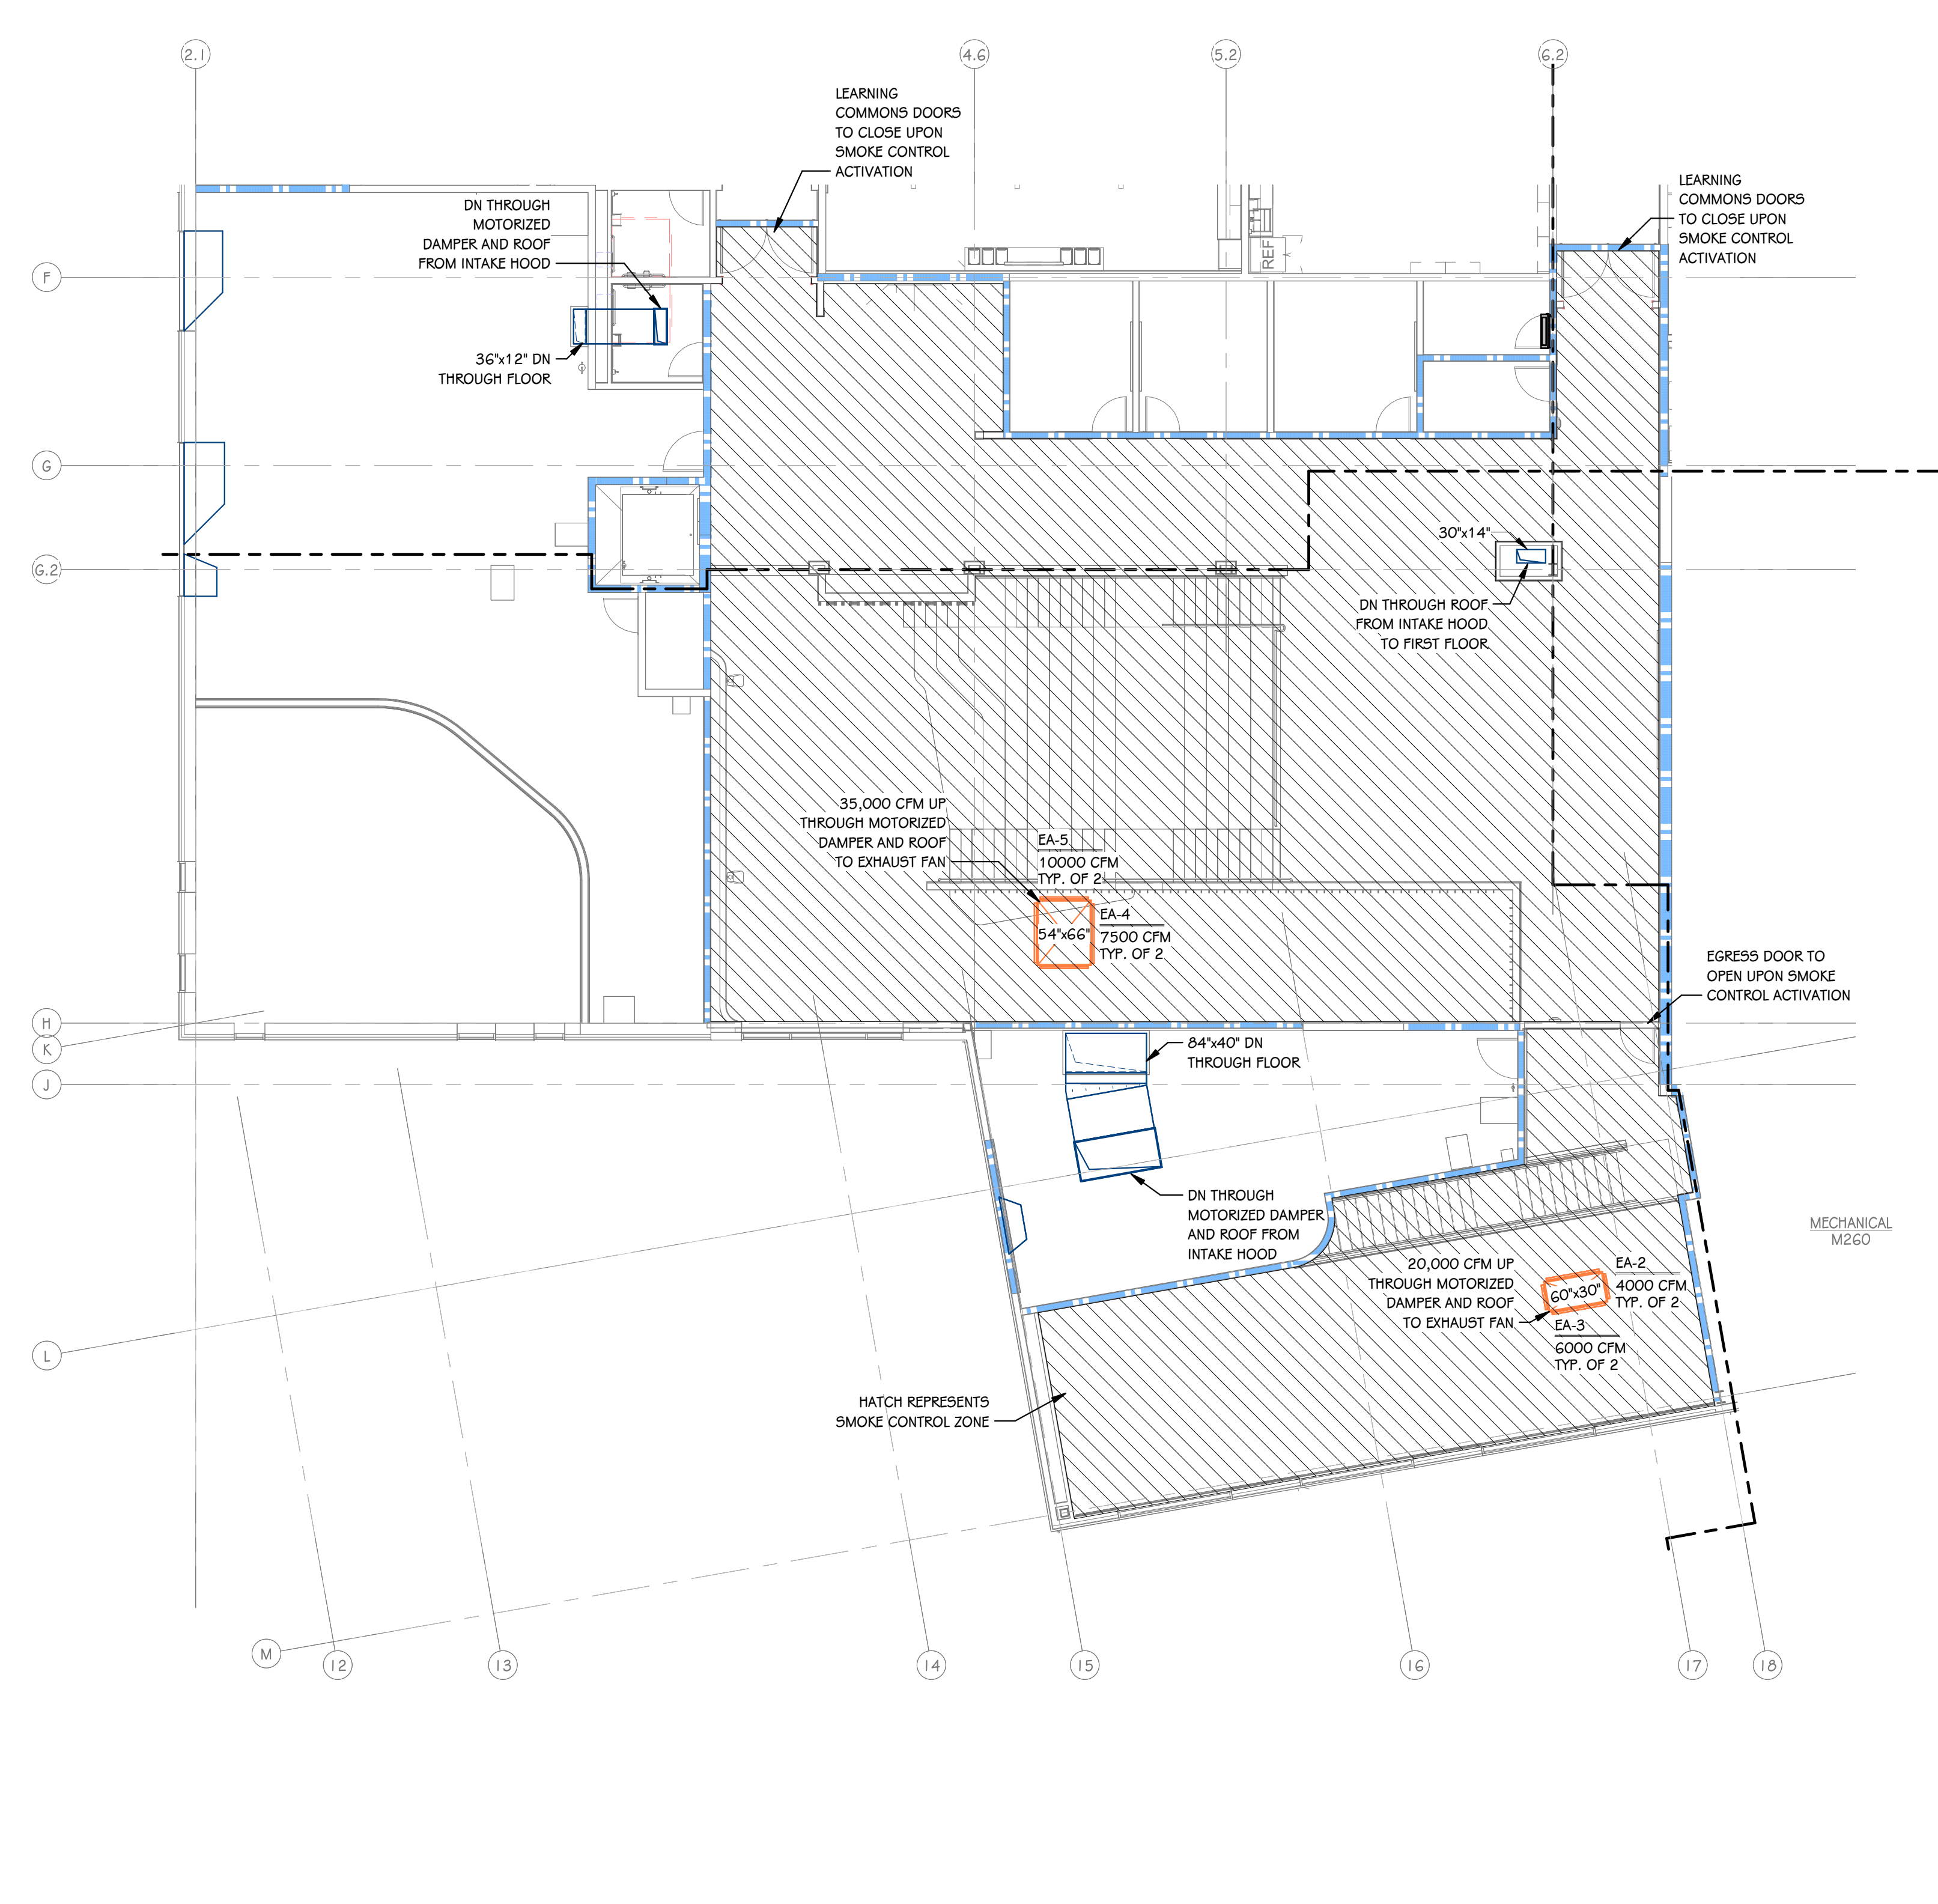 2.1
4.6
5.2
6.2
LEARNING
COMMONS DOORS
TO CLOSE UPON
SMOKE CONTROL
ACTIVATION
LEARNING
COMMONS DOORS
TO CLOSE UPON
SMOKE CONTROL
ACTIVATION
DN THROUGH
MOTORIZED
DAMPER AND ROOF
FROM INTAKE HOOD
REF
F
36"x12" DN
THROUGH FLOOR
G
30"x14"
G.2
DN THROUGH ROOF
FROM INTAKE HOOD
TO FIRST FLOOR
35,000 CFM UP
THROUGH MOTORIZED
DAMPER AND ROOF
TO EXHAUST FAN
EA-5
10000 CFM
TYP. OF 2
54"x66"
EA-4
7500 CFM
TYP. OF 2
EGRESS DOOR TO
OPEN UPON SMOKE
CONTROL ACTIVATION
H
K
J
84"x40" DN
THROUGH FLOOR
DN THROUGH
MOTORIZED DAMPER
AND ROOF FROM
INTAKE HOOD
MECHANICAL
M260
20,000 CFM UP
THROUGH MOTORIZED
DAMPER AND ROOF
TO EXHAUST FAN
60"x30"
EA-2
4000 CFM
TYP. OF 2
EA-3
6000 CFM
TYP. OF 2
L
HATCH REPRESENTS
SMOKE CONTROL ZONE
M
12
13
14
15
16
17
18